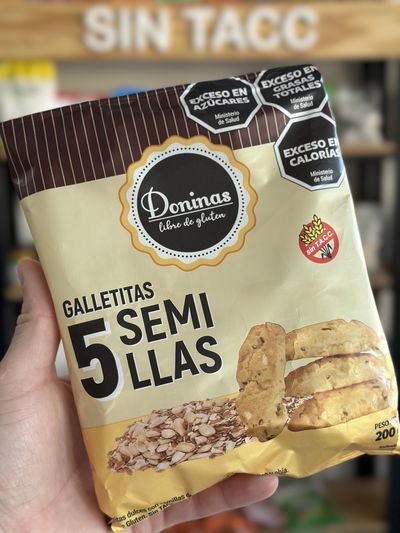 SIN TACC
EXCESO EN
AZÚCARES
Ministerio
de Salud
EXCESO EN
GRASAS
TOTALES
Ministerio
de Salud
EXCESO EN
CALORÍAS
Ministerio
de Salud
Doninas
libre de gluten
sin T.A.C.C.
GALLETITAS
5 SEMI
LLAS
PESO
200